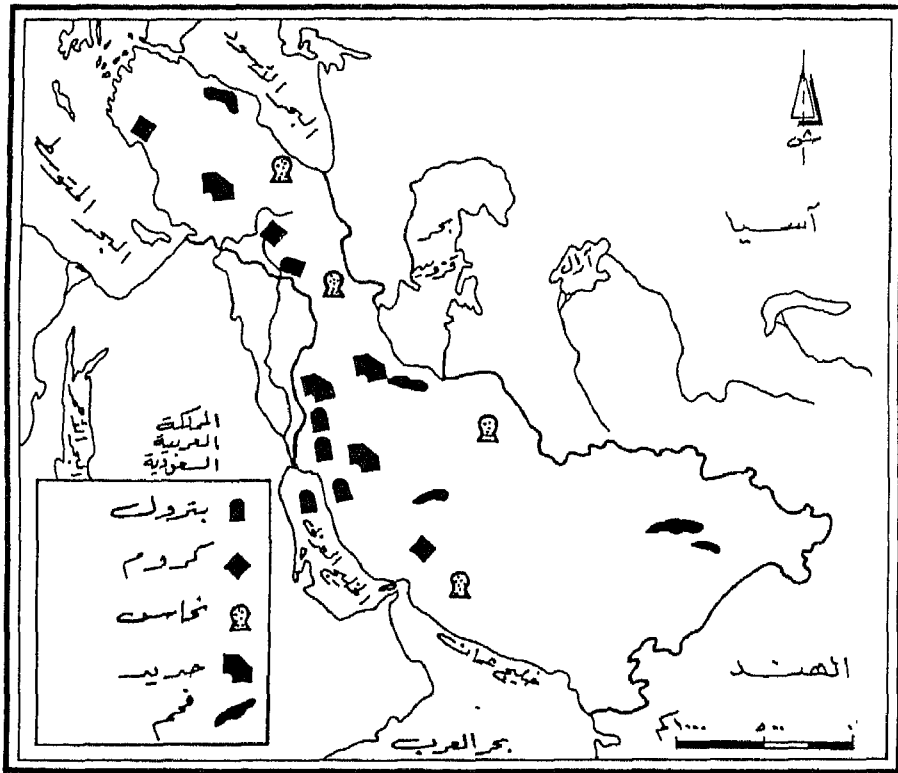 البحر الأسود
البحر المتوسط
ش
آسيا
بحر
قزوين
آرال
البحر الأحمر
المملكة
العربية
السعودية
الخليج العربي
خليج عمان
الهند
بحر العرب
بترول
كروم
نحاس
حديد
فحم
٠ ٥٠٠ ١٠٠٠كم